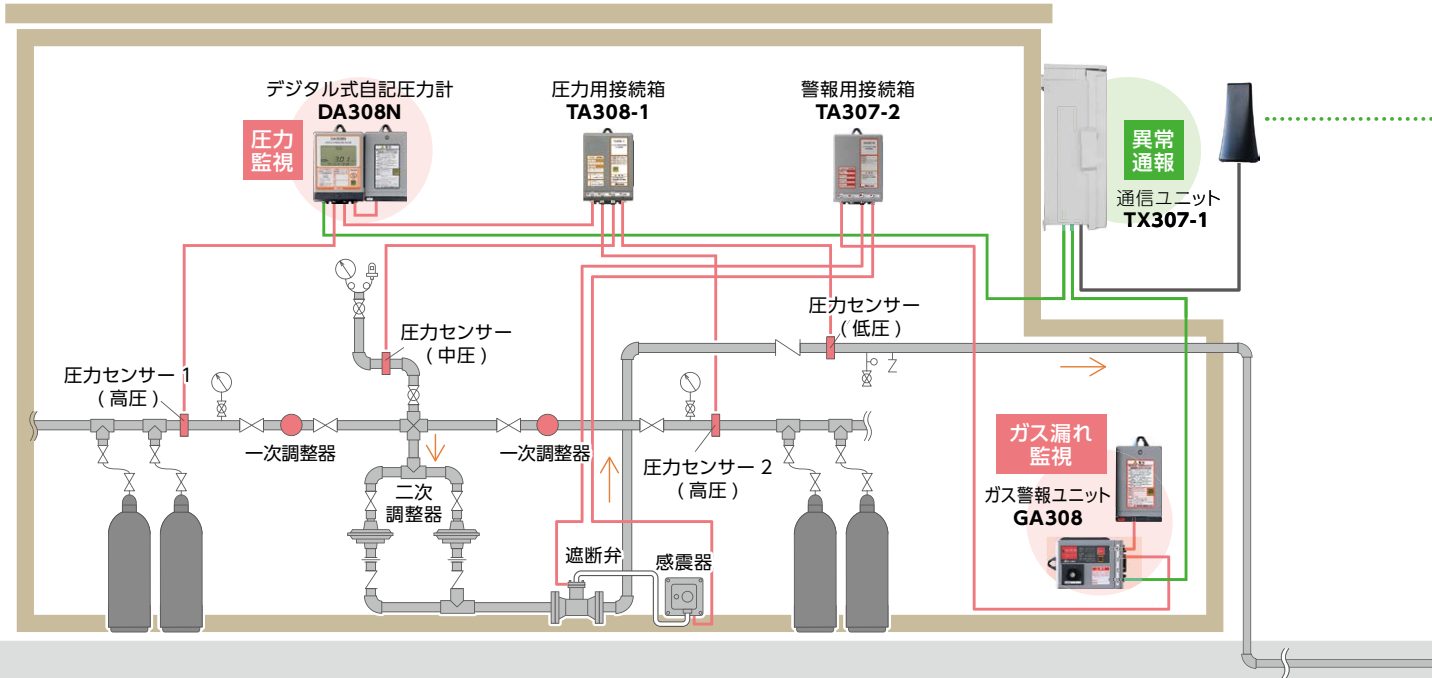 デジタル式自記圧力計
DA308N
圧力
監視
圧力用接続箱
TA308-1
警報用接続箱
TA307-2
異常
通報
通信ユニット
TX307-1
圧力センサー
（低圧）
圧力センサー
（中圧）
圧力センサー 1
（高圧）
一次調整器
一次調整器
圧力センサー 2
（高圧）
二次
調整器
遮断弁
感震器
ガス漏れ
監視
ガス警報ユニット
GA308